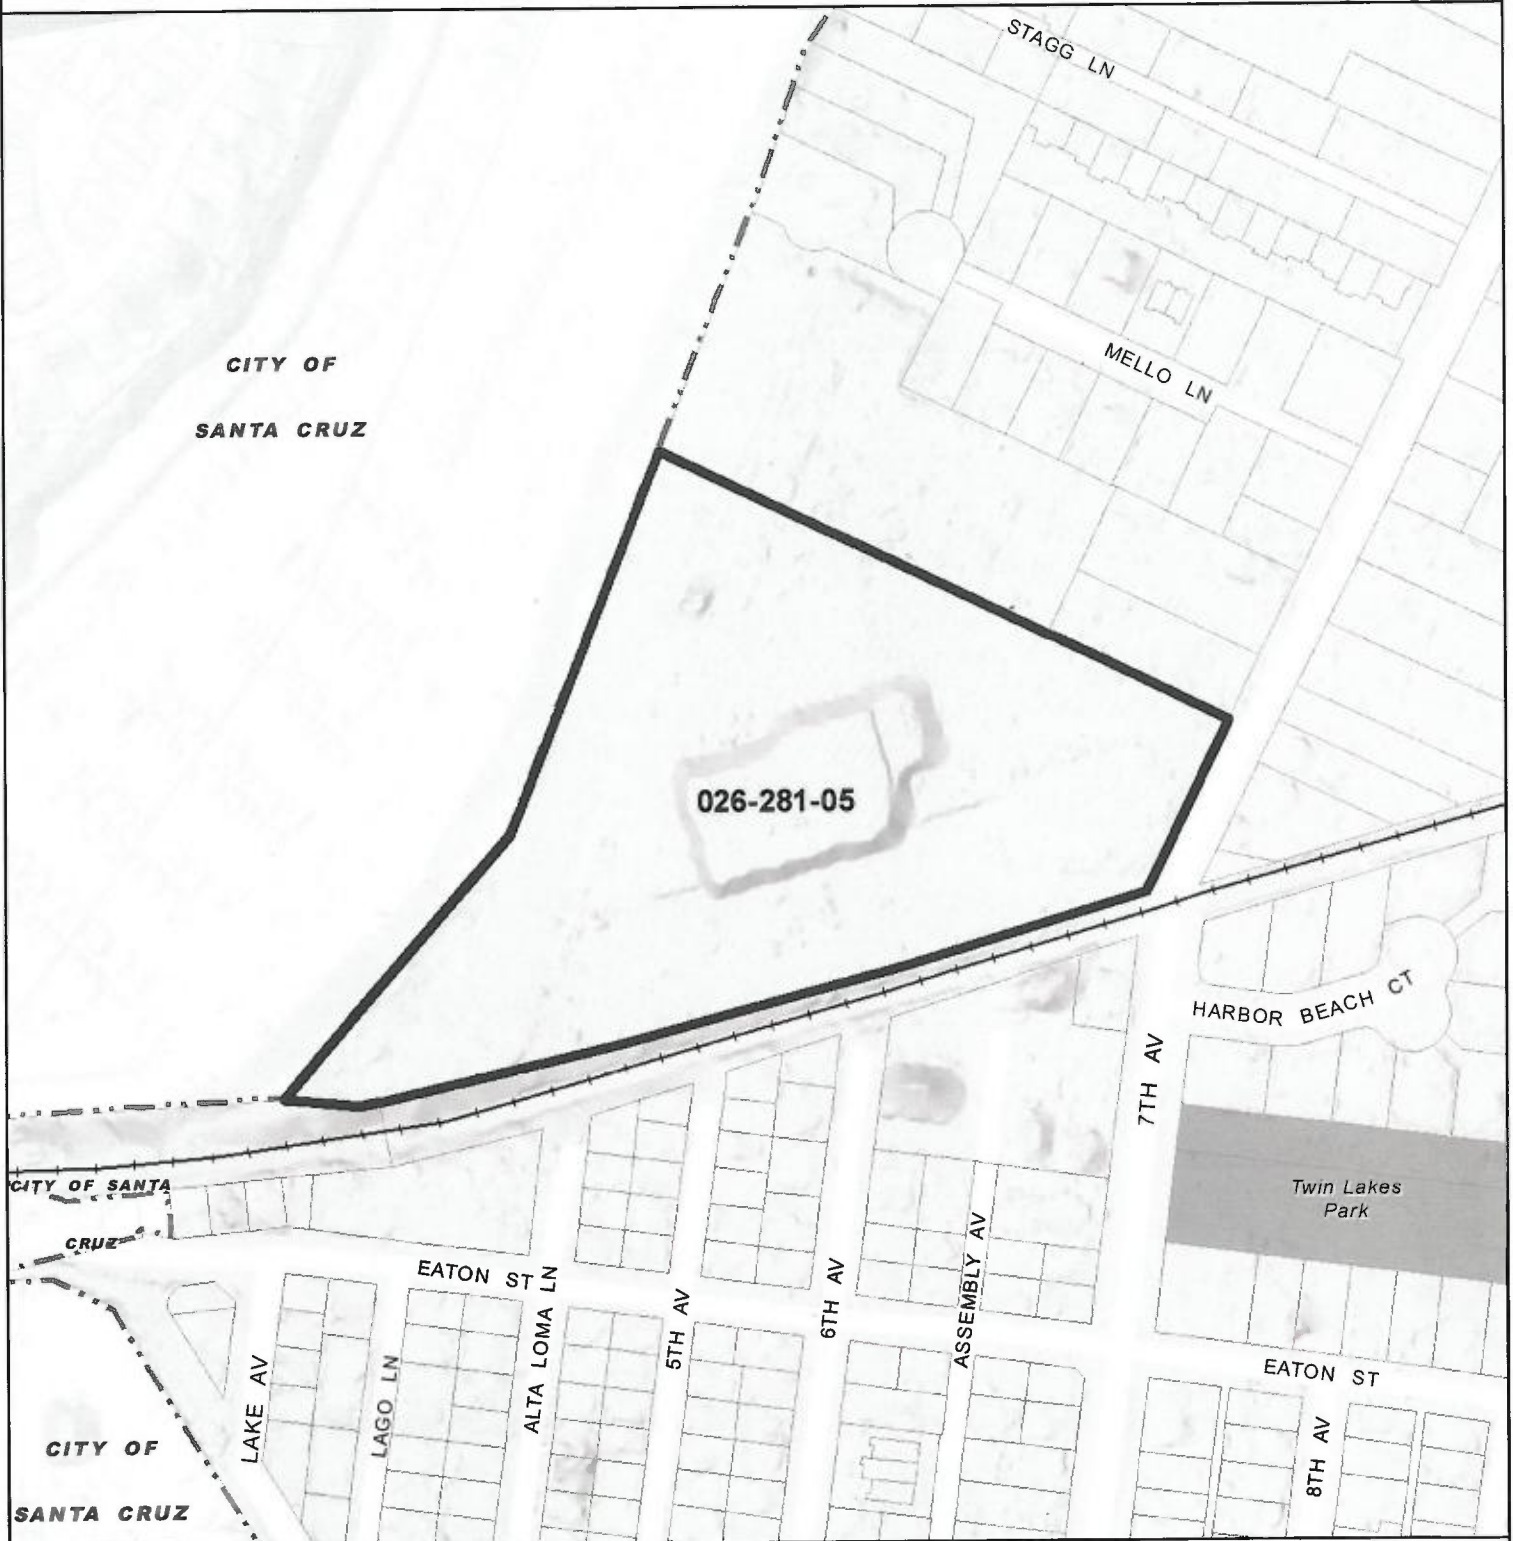 STAGG LN
CITY OF
SANTA CRUZ
MELLO LN
026-281-05
HARBOR BEACH CT
7TH AV
CITY OF SANTA
CRUZ
Twin Lakes
Park
EATON ST
ALTA LOMA LN
5TH AV
6TH AV
ASSEMBLY AV
LAKE AV
LAGO LN
EATON ST
8TH AV
CITY OF
SANTA CRUZ